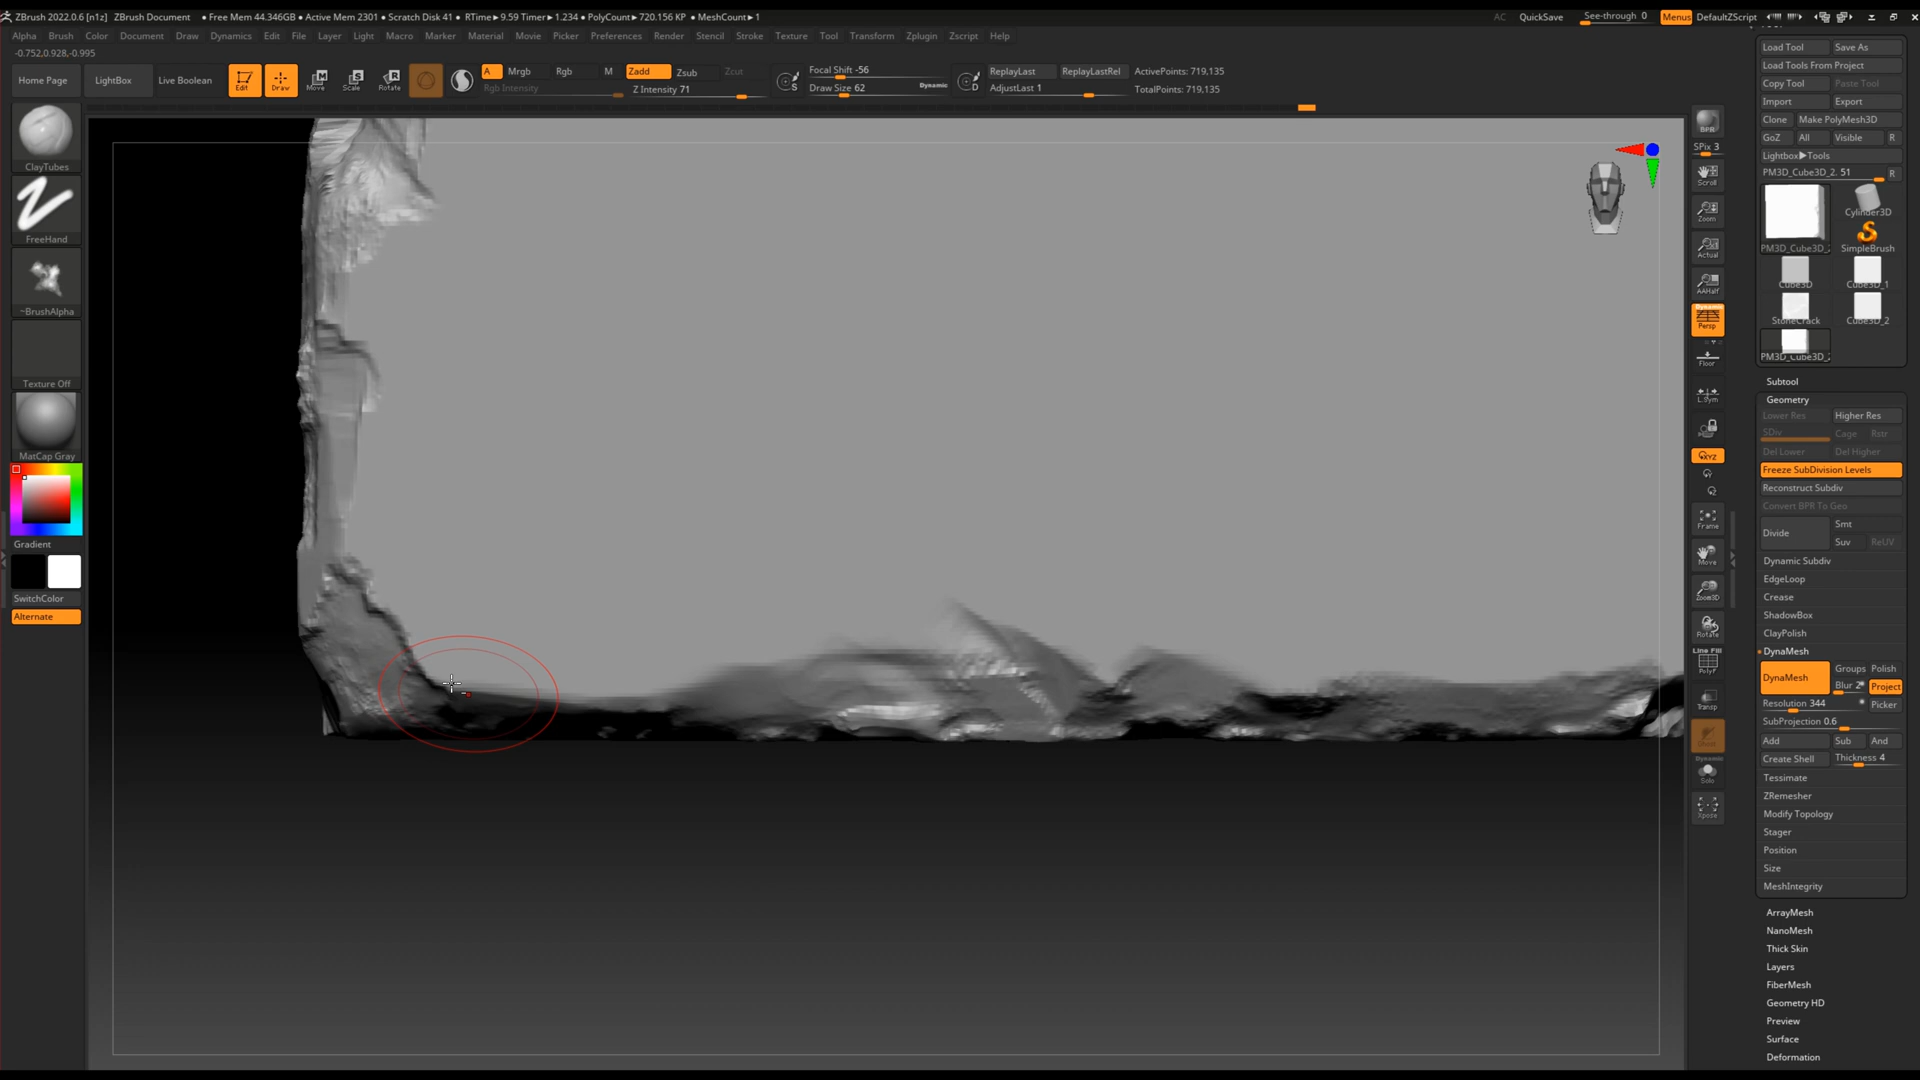 ZBrush 2022.0.6 [n1z] ZBrush Document • Free Mem 44.346GB • Active Mem 2301 • Scratch Disk 41 • RTime►9.59 Timer►1.234 • PolyCount►720.156 KP • MeshCount►1 AC QuickSave See-through 0 Menus DefaultZScript
Alpha Brush Color Document Draw Dynamics Edit File Layer Light Macro Marker Material Movie Picker Preferences Render Stencil Stroke Texture Tool Transform Zplugin Zscript Help
-0.752,0.928,-0.995
Home Page LightBox Live Boolean Edit Draw Move Scale Rotate
A Mrgb Rgb M Zadd Zsub Zcut
Rgb Intensity Z Intensity 71
S Focal Shift -56
Draw Size 62 Dynamic
D ReplayLast ReplayLastRel ActivePoints: 719,135
AdjustLast 1 TotalPoints: 719,135
ClayTubes
FreeHand
~BrushAlpha
Texture Off
MatCap Gray
Gradient
SwitchColor
Alternate
BPR
SPix 3
Scroll
Zoom
Actual
AAHalf
Dynamic
Persp
Floor
L.Sym
XYZ
Y
Z
Frame
Move
Zoom3D
Rotate
Line Fill
PolyF
Transp
Ghost
Dynamic
Solo
Xpose
Load Tool Save As
Load Tools From Project
Copy Tool Paste Tool
Import Export
Clone Make PolyMesh3D
GoZ All Visible R
Lightbox►Tools
PM3D_Cube3D_2. 51 R
Cylinder3D
PM3D_Cube3D_2 SimpleBrush
Cube3D Cube3D_1
StoneCrack Cube3D_2
PM3D_Cube3D_2
Subtool
Geometry
Lower Res Higher Res
SDiv Cage Rstr
Del Lower Del Higher
Freeze SubDivision Levels
Reconstruct Subdiv
Convert BPR To Geo
Divide Smt
Suv ReUV
Dynamic Subdiv
EdgeLoop
Crease
ShadowBox
ClayPolish
DynaMesh
DynaMesh Groups Polish
Blur 2 Project
Resolution 344 Picker
SubProjection 0.6
Add Sub And
Create Shell Thickness 4
Tessimate
ZRemesher
Modify Topology
Stager
Position
Size
MeshIntegrity
ArrayMesh
NanoMesh
Thick Skin
Layers
FiberMesh
Geometry HD
Preview
Surface
Deformation